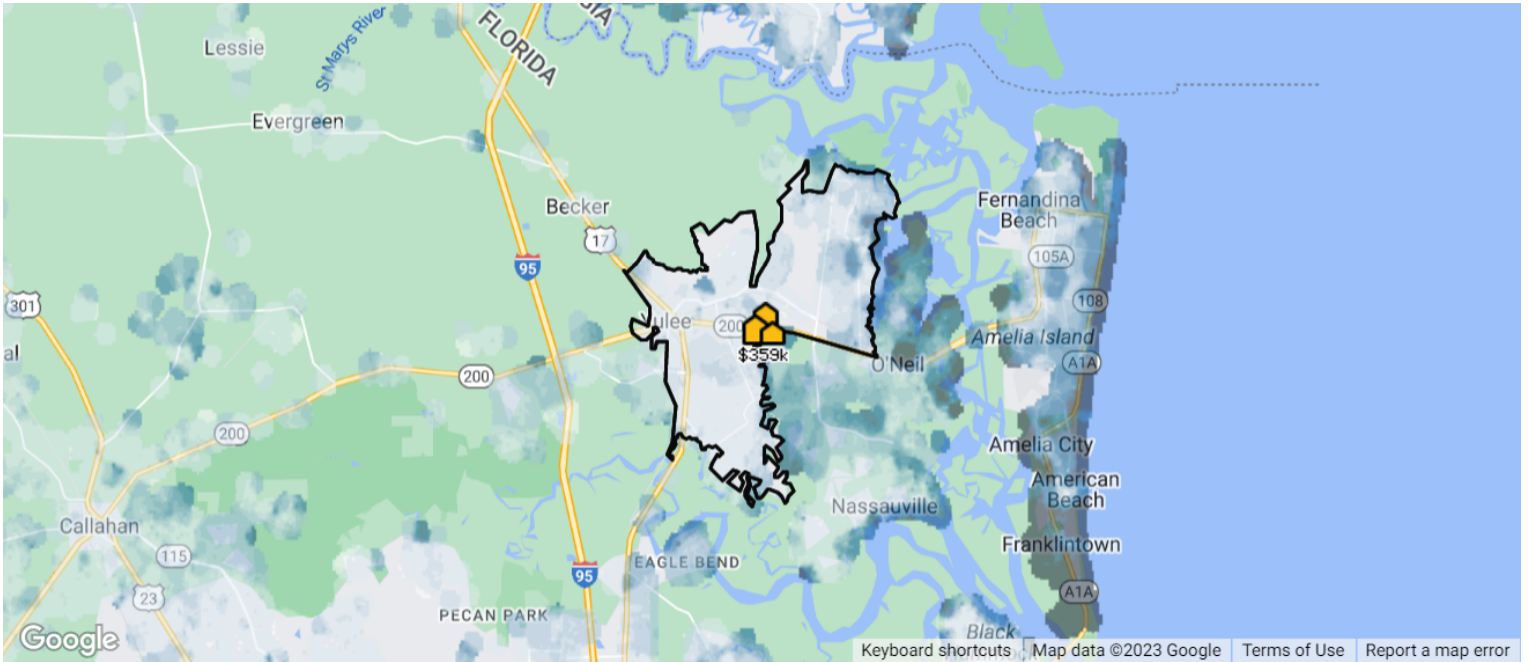 Lessie
St Marys River
FLORIDA
Evergreen
Becker
17
95
Fernandina
Beach
105A
301
108
Yulee
200
$359k
Amelia Island
A1A
O'Neil
al
200
200
Amelia City
American
Beach
Nassauville
Callahan
115
Franklintown
EAGLE BEND
95
23
A1A
PECAN PARK
Black
Google
Keyboard shortcuts
Map data ©2023 Google
Terms of Use
Report a map error